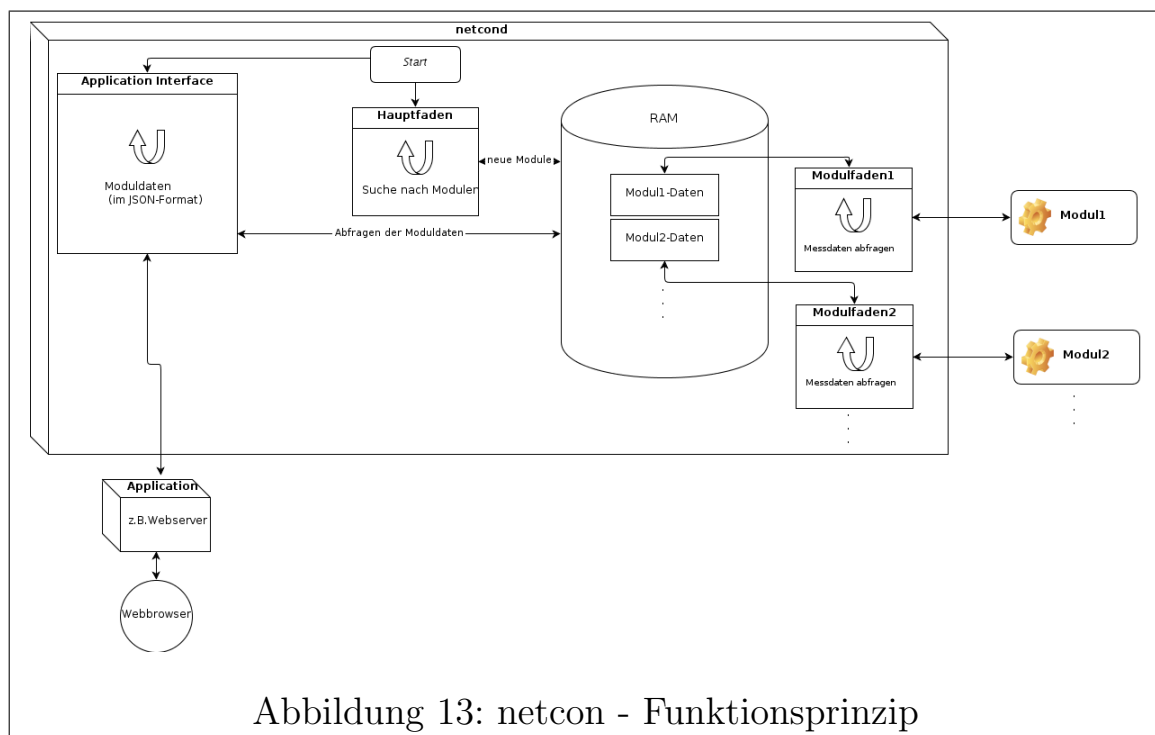 netcond
Start
Application Interface
Moduldaten
(im JSON-Format)
Hauptfaden
Suche nach Modulen
neue Module
Abfragen der Moduldaten
RAM
Modul1-Daten
Modul2-Daten
.
.
.
Modulfaden1
Messdaten abfragen
Modul1
Modulfaden2
Messdaten abfragen
.
.
.
Modul2
.
.
.
Application
z.B.Webserver
Webbrowser
Abbildung 13: netcon - Funktionsprinzip